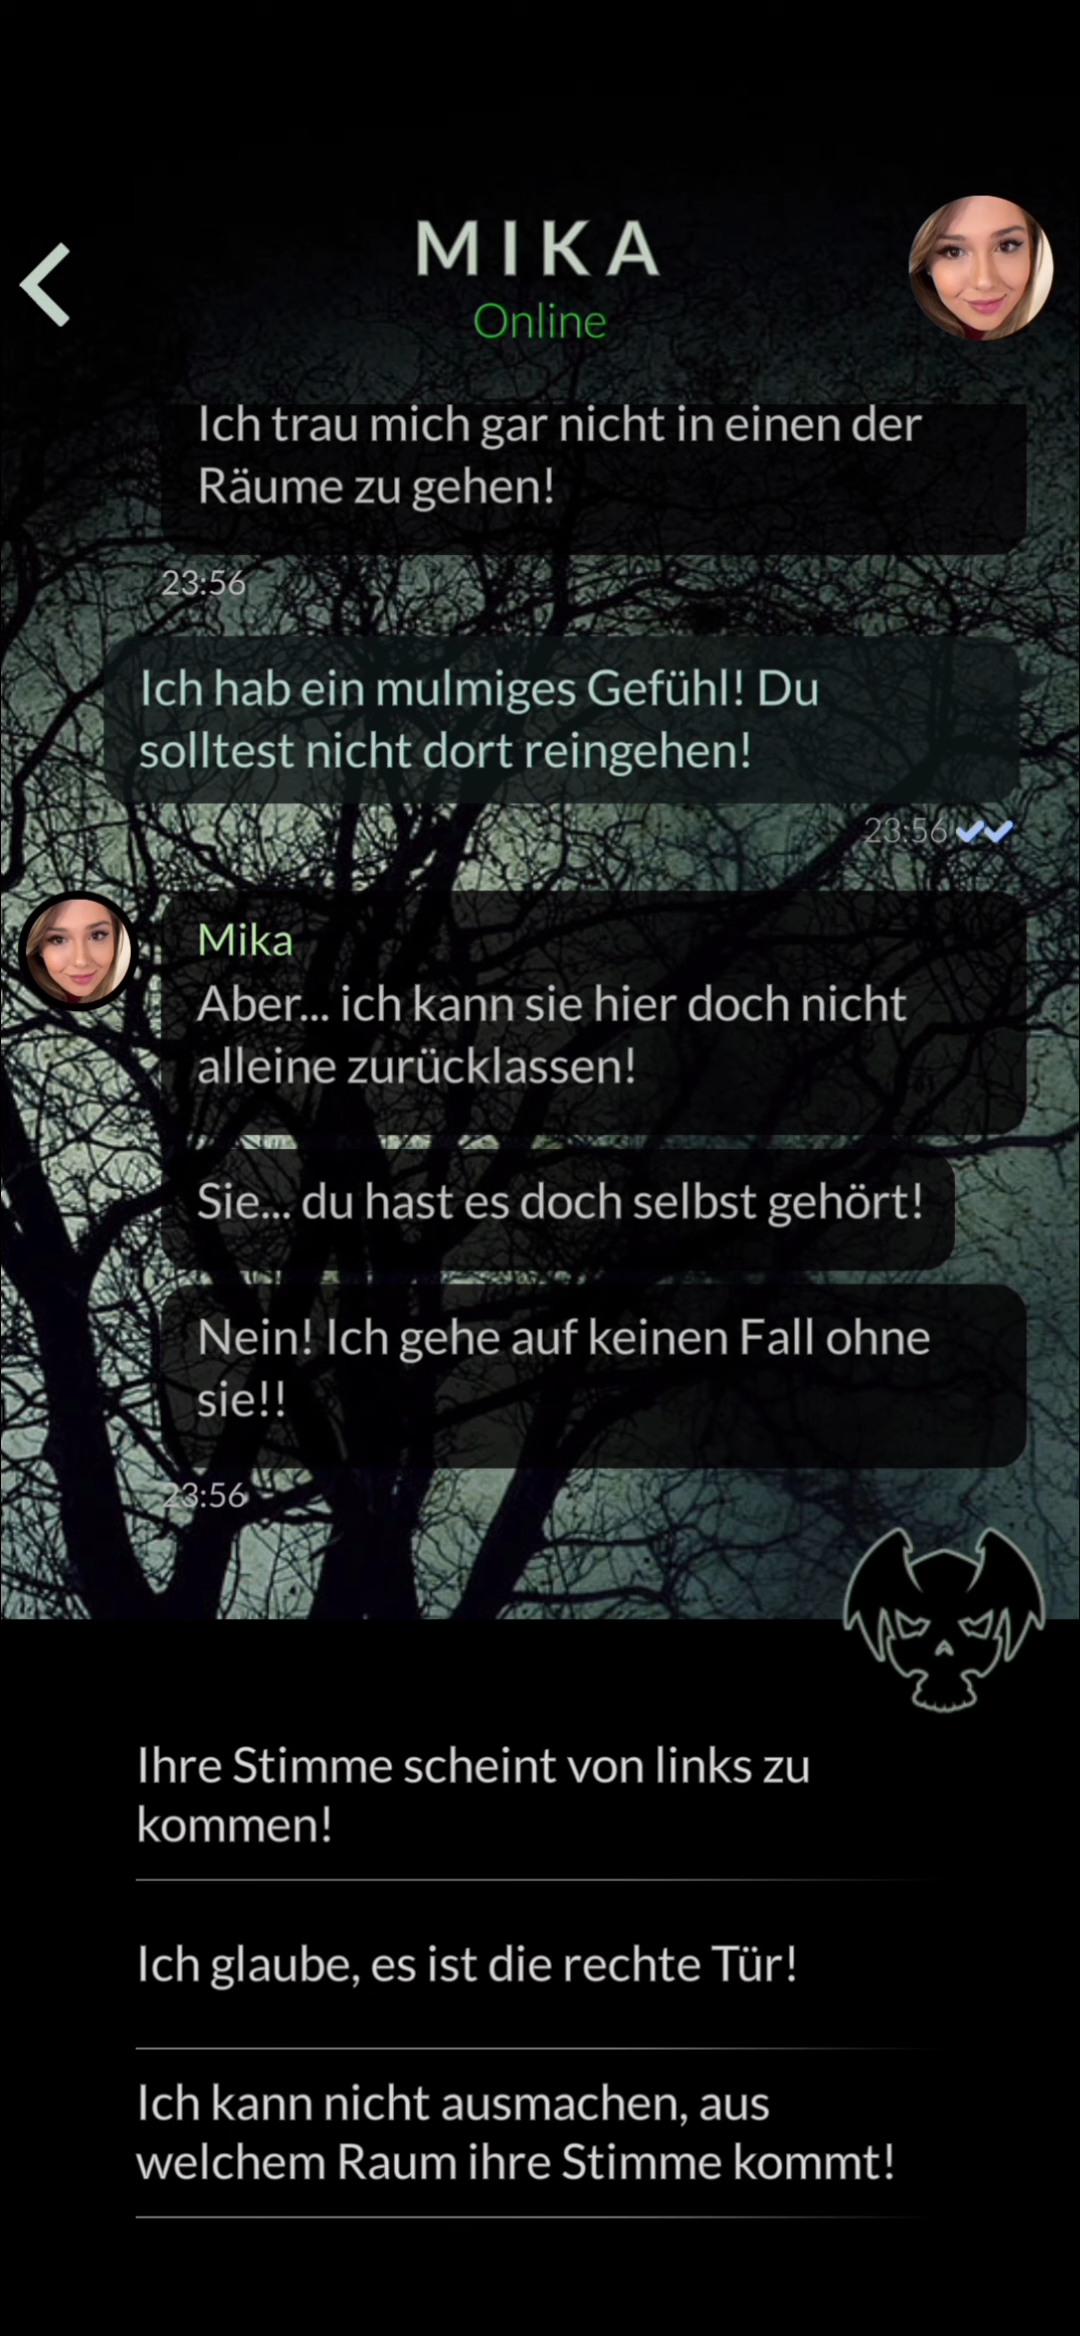 MIKA
Online
Ich trau mich gar nicht in einen der
Räume zu gehen!
23:56
Ich hab ein mulmiges Gefühl! Du
solltest nicht dort reingehen!
23:56
Mika
Aber... ich kann sie hier doch nicht
alleine zurücklassen!
Sie... du hast es doch selbst gehört!
Nein! Ich gehe auf keinen Fall ohne
sie!!
23:56
Ihre Stimme scheint von links zu
kommen!
Ich glaube, es ist die rechte Tür!
Ich kann nicht ausmachen, aus
welchem Raum ihre Stimme kommt!